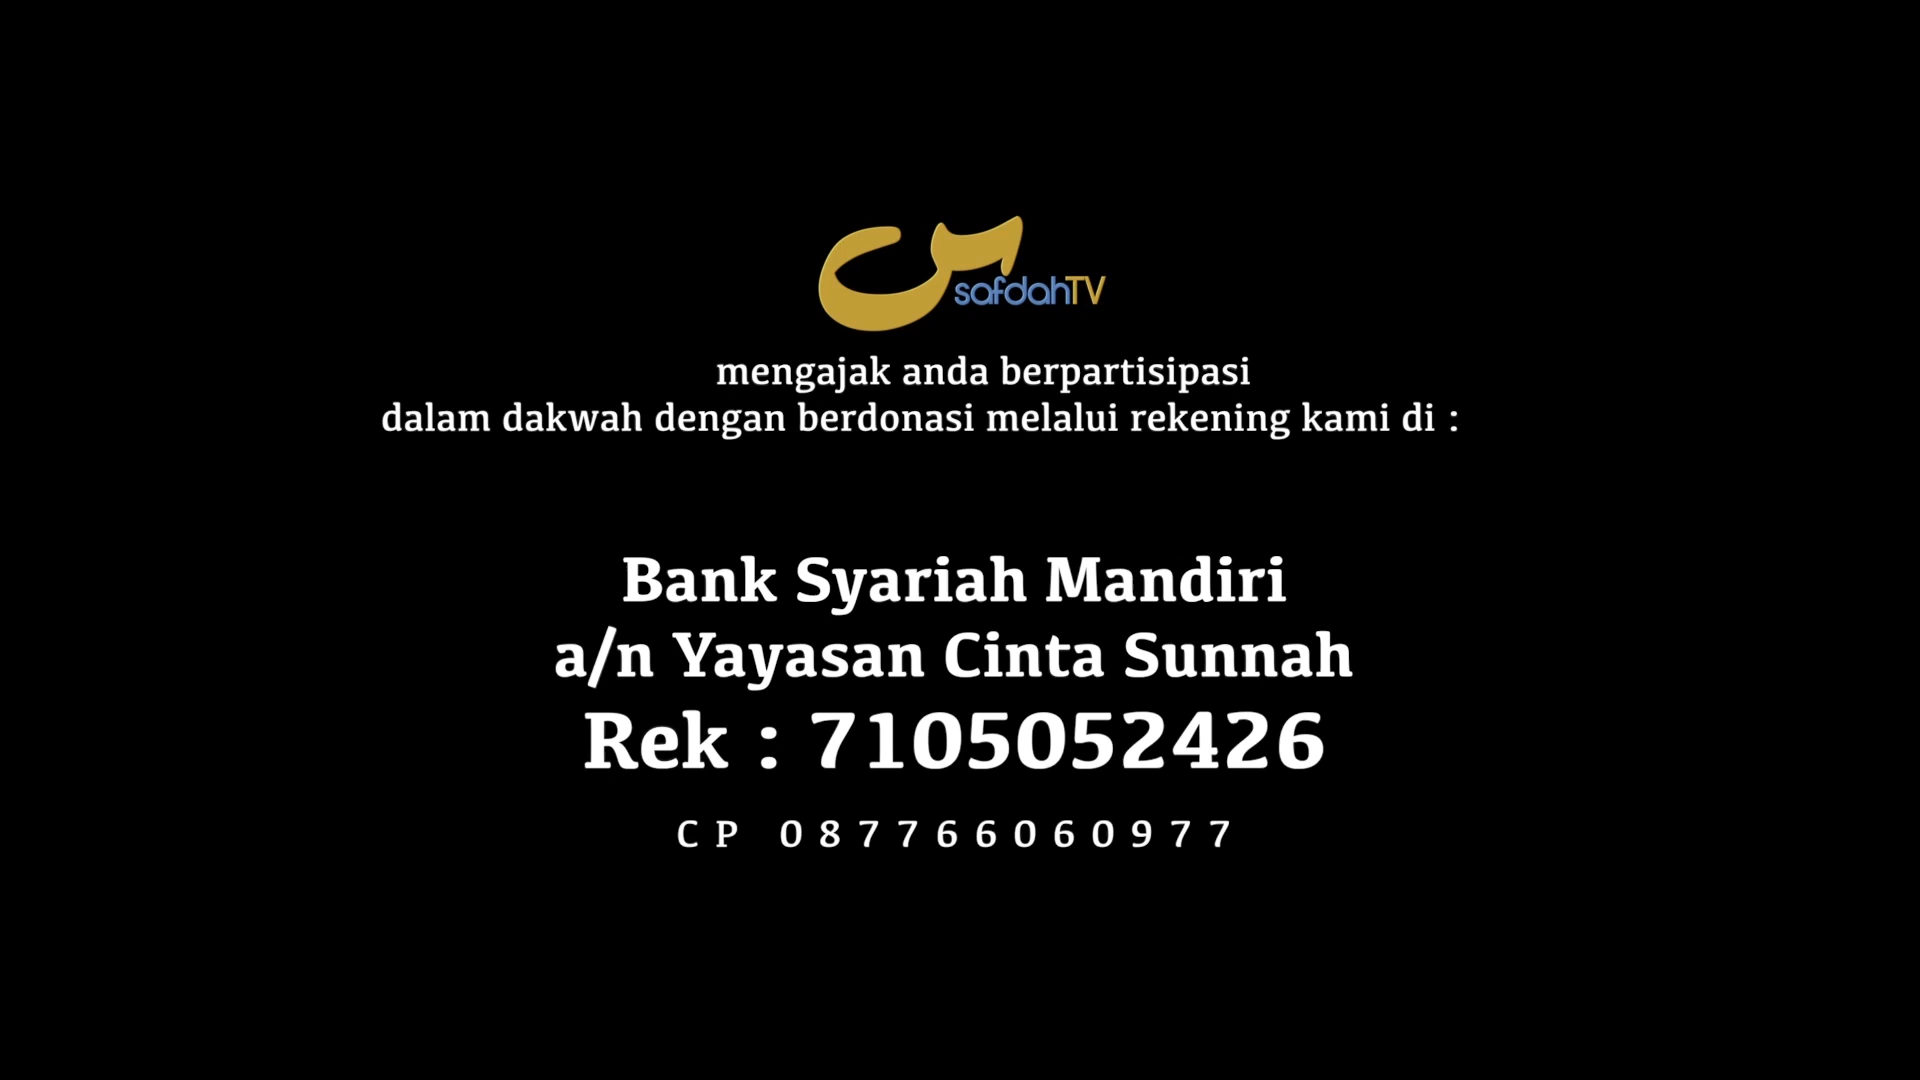 safdahTV
mengajak anda berpartisipasi
dalam dakwah dengan berdonasi melalui rekening kami di :
Bank Syariah Mandiri
a/n Yayasan Cinta Sunnah
Rek : 7105052426
CP 087766060977